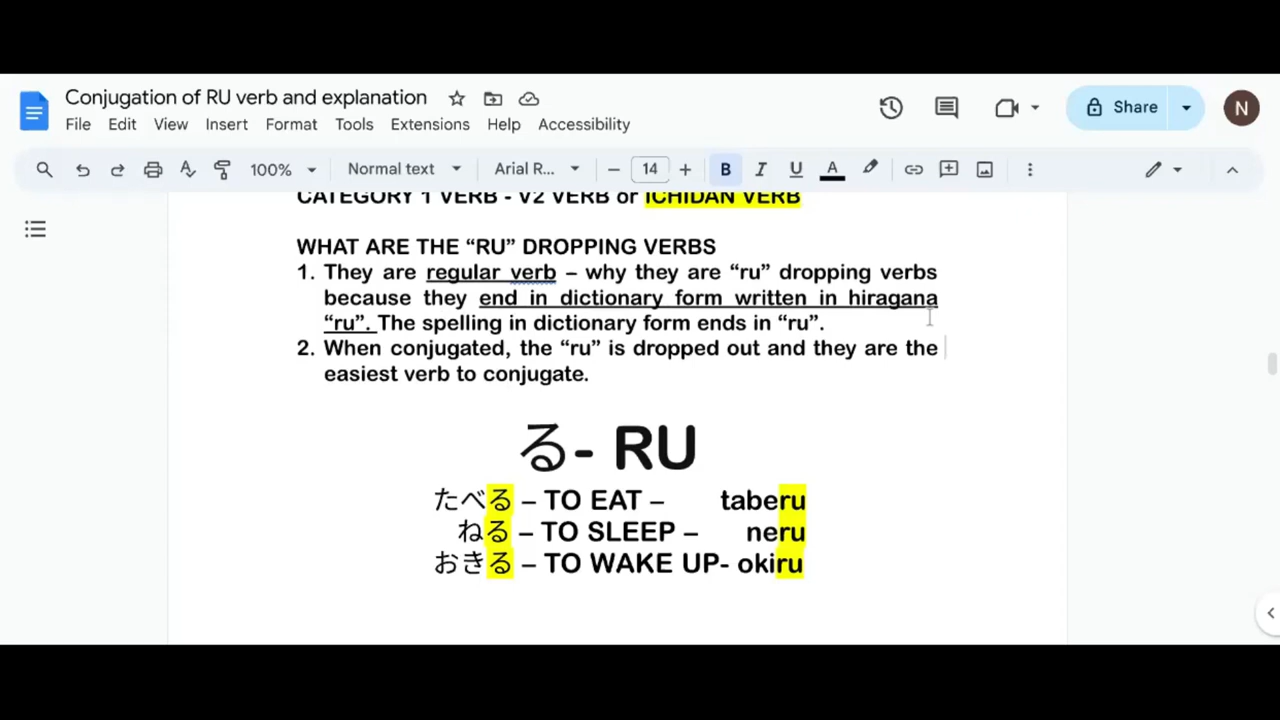 Conjugation of RU verb and explanation
File Edit View Insert Format Tools Extensions Help Accessibility
Share
N
100% Normal text Arial R... 14 B I U A
CATEGORY 1 VERB - V2 VERB or ICHIDAN VERB
WHAT ARE THE “RU” DROPPING VERBS
1. They are regular verb – why they are “ru” dropping verbs
because they end in dictionary form written in hiragana
“ru”. The spelling in dictionary form ends in “ru”.
2. When conjugated, the “ru” is dropped out and they are the
easiest verb to conjugate.
る- RU
たべる – TO EAT – taberu
ねる – TO SLEEP – neru
おきる – TO WAKE UP- okiru